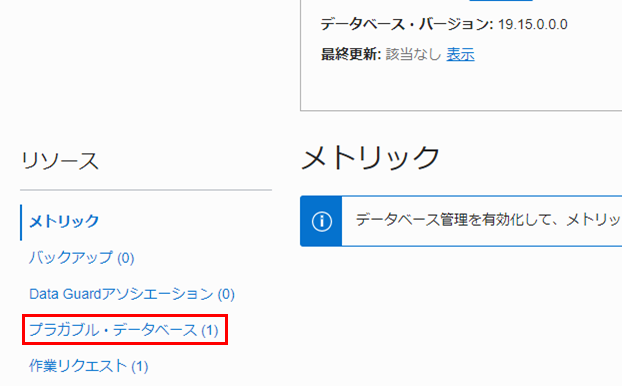 データベース・バージョン: 19.15.0.0.0
最終更新: 該当なし 表示
リソース
メトリック
バックアップ (0)
Data Guardアソシエーション (0)
プラガブル・データベース (1)
作業リクエスト (1)
メトリック
データベース管理を有効化して、メトリッ